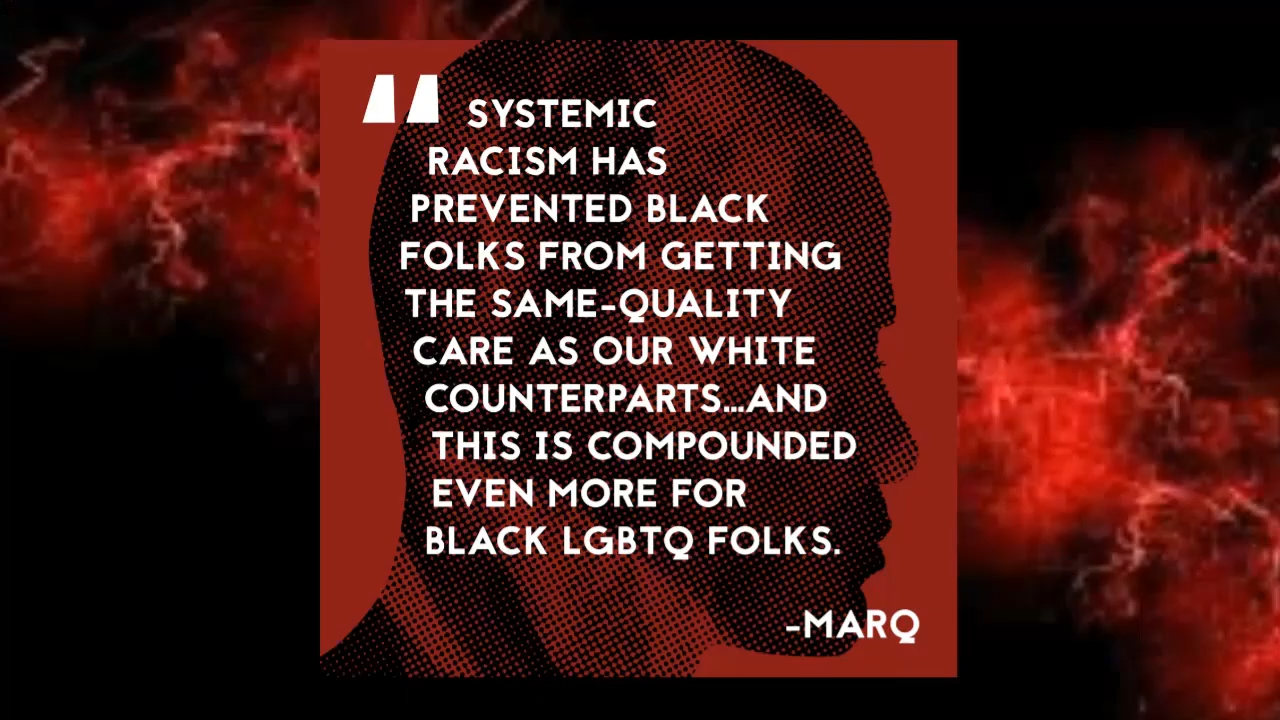 " SYSTEMIC
RACISM HAS
PREVENTED BLACK
FOLKS FROM GETTING
THE SAME-QUALITY
CARE AS OUR WHITE
COUNTERPARTS...AND
THIS IS COMPOUNDED
EVEN MORE FOR
BLACK LGBTQ FOLKS.
-MARQ